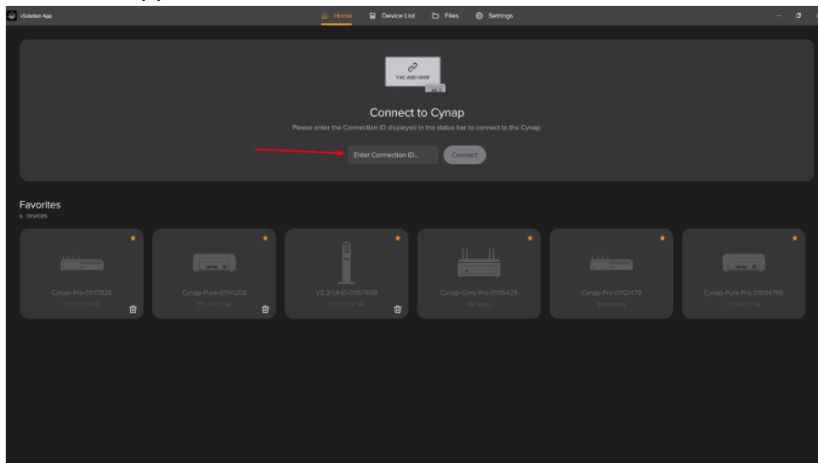 vSolution App
Home
Device List
Files
Settings
Connect to Cynap
Please enter the Connection ID displayed in the status bar to connect to the Cynap.
Enter Connection ID...
Connect
Favorites
6 DEVICES
Cynap-Pro-01117820
Cynap-Pure-01141208
VZ-2-UHD-01157698
Cynap-Core-Pro-01115425
Cynap-Pro-01121479
Cynap-Pure-Pro-01094756